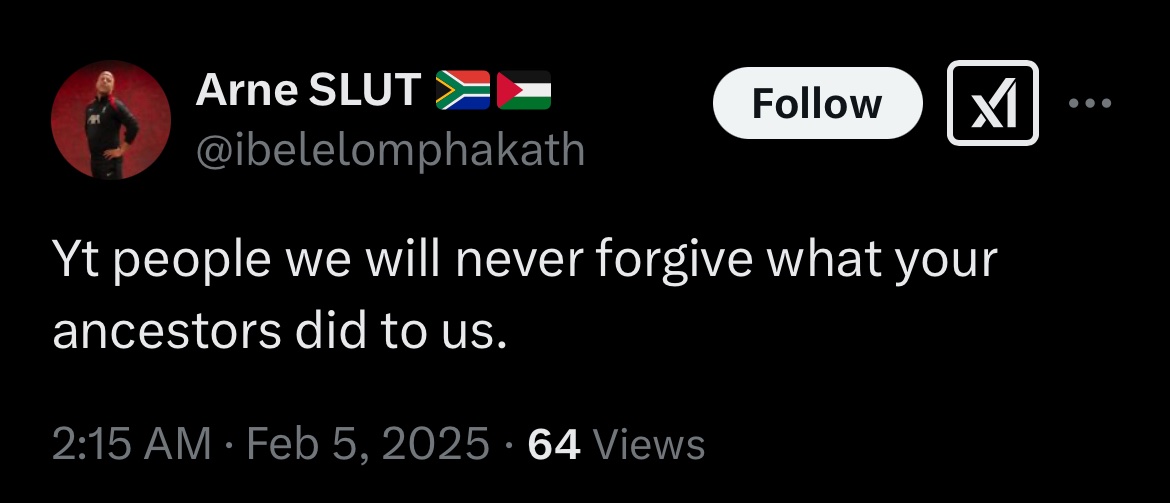 Arne SLUT 🇿🇦🇵🇸
@ibelelomphakath
Follow
Yt people we will never forgive what your
ancestors did to us.
2:15 AM · Feb 5, 2025 · 64 Views